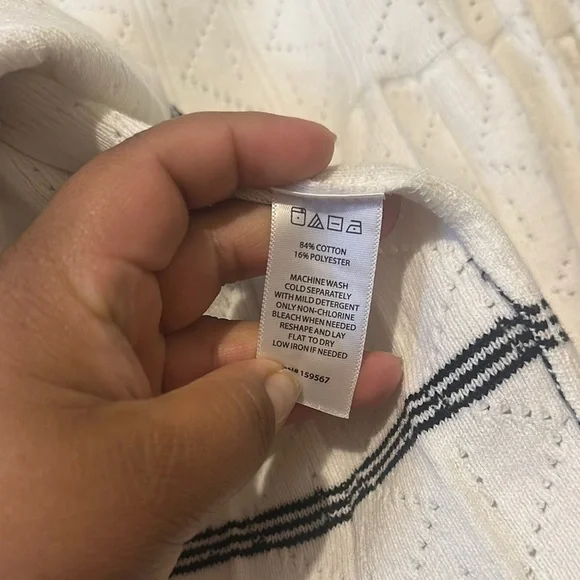 84% COTTON
16% POLYESTER
MACHINE WASH
COLD SEPARATELY
WITH MILD DETERGENT
ONLY NON-CHLORINE
BLEACH WHEN NEEDED
RESHAPE AND LAY
FLAT TO DRY
LOW IRON IF NEEDED
159567